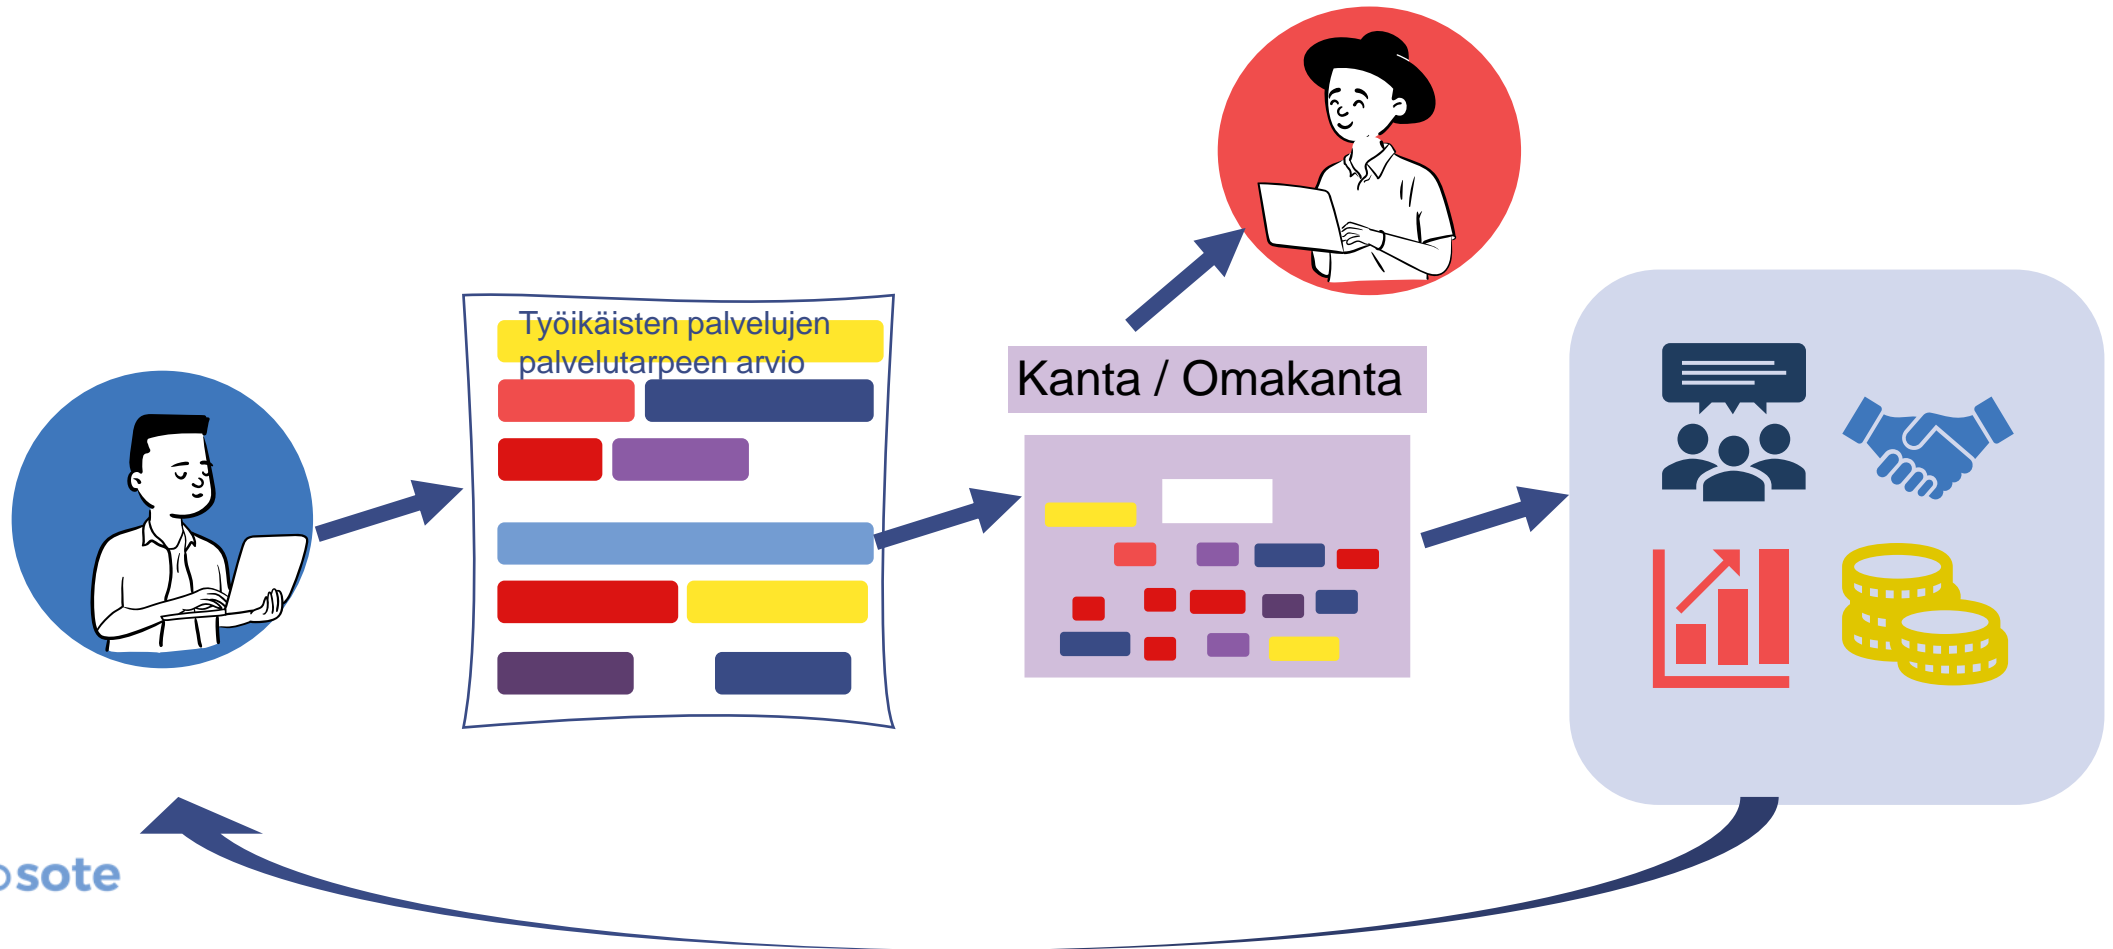 Työikäisten palvelujen
palvelutarpeen arvio
Kanta / Omakanta
sote